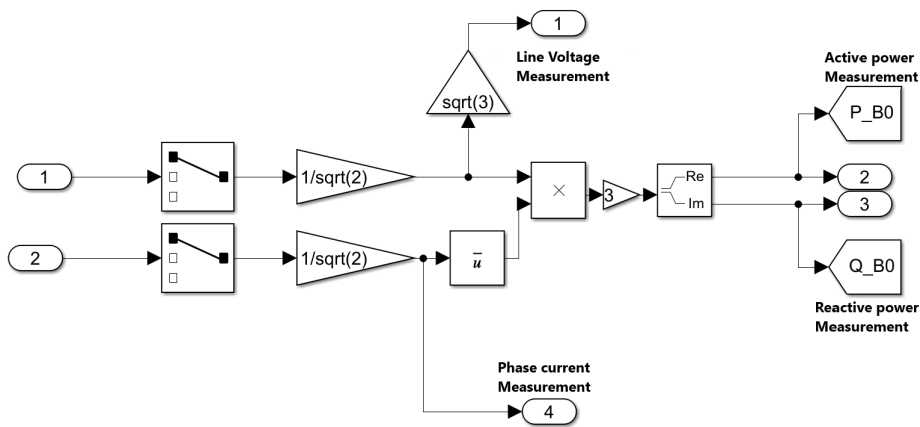 1
Line Voltage
Measurement
sqrt(3)
Active power
Measurement
P_B0
1
1/sqrt(2)
×
3
Re
Im
2
3
2
1/sqrt(2)
u
Q_B0
Reactive power
Measurement
Phase current
Measurement
4